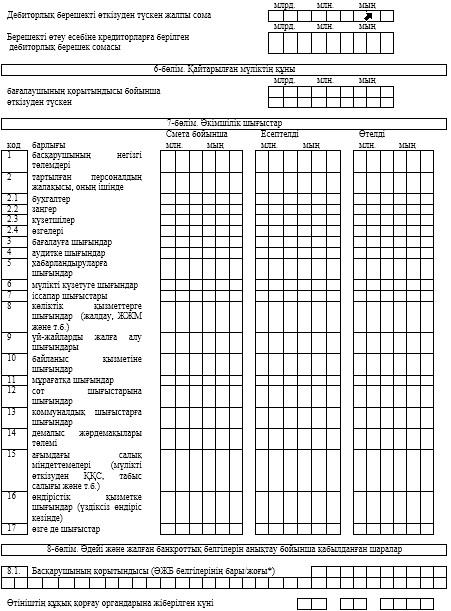 млрд. млн. мың
Дебиторлық берешекті өткізуден түскен жалпы сома
млрд. млн. мың
Берешекті өтеу есебіне кредиторларға берілген
дебиторлық берешек сомасы
6-бөлім. Қайтарылған мүліктің құны
млрд. млн. мың
бағалаушының қорытындысы бойынша
өткізуден түскен
7-бөлім. Әкімшілік шығыстар
Смета бойынша Есептелді Өтелді
код барлығы млн. мың млн. мың млн. мың
1 басқарушының негізгі
төлемдері
2 тартылған персоналдың
жалақысы, оның ішінде
2.1 бухгалтер
2.2 заңгер
2.3 күзетшілер
2.4 өзгелері
3 бағалауға шығындар
4 аудитке шығындар
5 хабарландыруларға
шығындар
6 мүлікті күзетуге шығындар
7 іссапар шығыстары
8 көліктік қызметтерге
шығындар (жалдау, ЖЖМ
және т.б.)
9 үй-жайларды жалға алу
шығындары
10 байланыс қызметіне
шығындар
11 мұрағатқа шығындар
12 сот шығыстарына
шығындар
13 коммуналдық шығыстарға
шығындар
14 демалыс жәрдемақылары
төлемі
15 ағымдағы салық
міндеттемелері (мүлікті
өткізуден ҚҚС, табыс
салығы және т.б.)
16 өндірістік қызметке
шығындар (үздіксіз өндіріс
кезінде)
17 өзге де шығыстар
8-бөлім. Әдейі және жалған банкроттық белгілерін анықтау бойынша қабылданған шаралар
8.1. Басқарушының қорытындысы (ӘЖБ белгілерінің бары/жоғы*)
Өтініштің құқық қорғау органдарына жіберілген күні